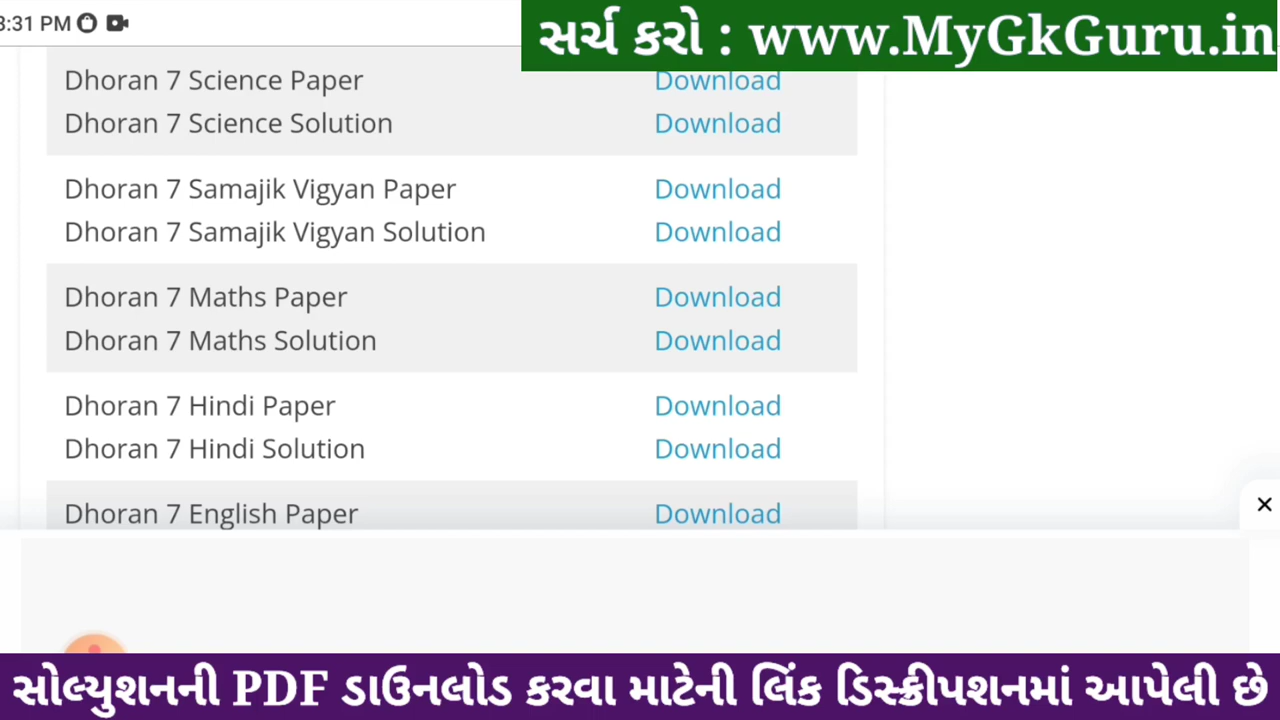 3:31 PM
સર્ચ કરો : www.MyGkGuru.in
Dhoran 7 Science Paper Download
Dhoran 7 Science Solution Download
Dhoran 7 Samajik Vigyan Paper Download
Dhoran 7 Samajik Vigyan Solution Download
Dhoran 7 Maths Paper Download
Dhoran 7 Maths Solution Download
Dhoran 7 Hindi Paper Download
Dhoran 7 Hindi Solution Download
Dhoran 7 English Paper Download
સોલ્યુશનની PDF ડાઉનલોડ કરવા માટેની લિંક ડિસ્ક્રીપશનમાં આપેલી છે